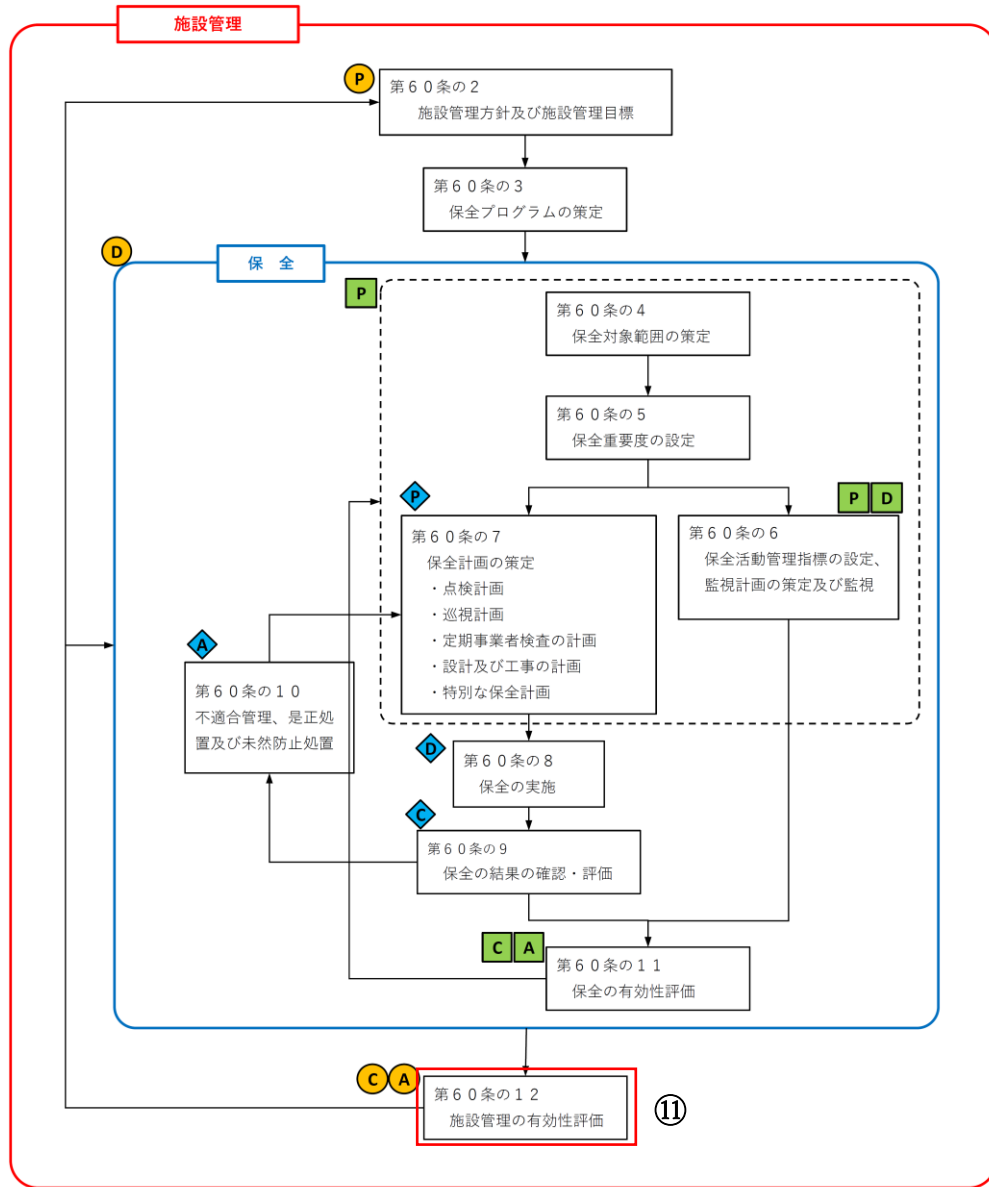 施設管理
P
第60条の2
施設管理方針及び施設管理目標
第60条の3
保全プログラムの策定
D
保 全
P
第60条の4
保全対象範囲の策定
第60条の5
保全重要度の設定
P
第60条の7
保全計画の策定
・点検計画
・巡視計画
・定期事業者検査の計画
・設計及び工事の計画
・特別な保全計画
P D
第60条の6
保全活動管理指標の設定、
監視計画の策定及び監視
A
第60条の10
不適合管理、是正処
置及び未然防止処置
D
第60条の8
保全の実施
C
第60条の9
保全の結果の確認・評価
C A
第60条の11
保全の有効性評価
C A
第60条の12
施設管理の有効性評価
⑪